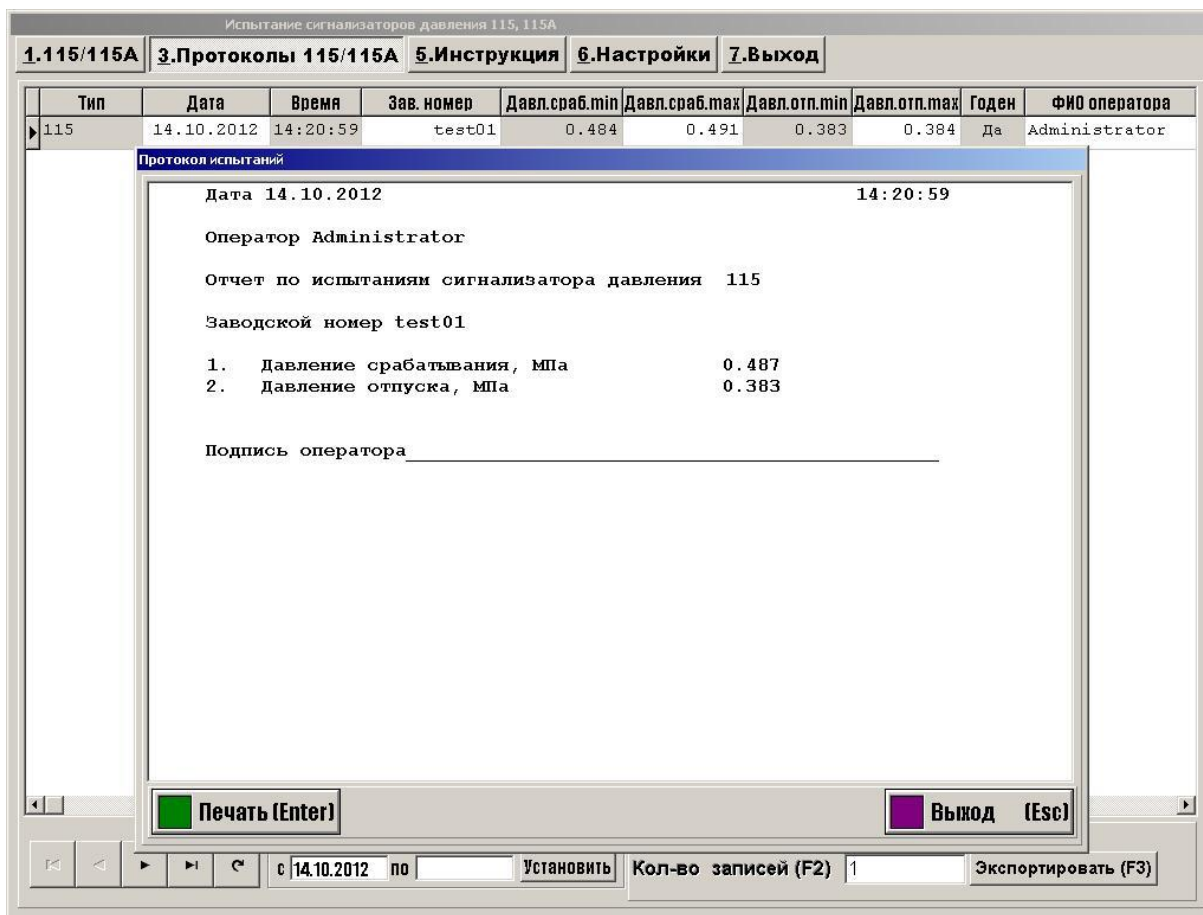 Испытание сигнализаторов давления 115, 115А
1.115/115А 3.Протоколы 115/115А 5.Инструкция 6.Настройки 7.Выход
Тип Дата Время Зав. номер Давл.сраб.min Давл.сраб.max Давл.отп.min Давл.отп.max Годен ФИО оператора
115 14.10.2012 14:20:59 test01 0.484 0.491 0.383 0.384 Да Administrator
Протокол испытаний
Дата 14.10.2012 14:20:59
Оператор Administrator
Отчет по испытаниям сигнализатора давления 115
Заводской номер test01
1. Давление срабатывания, МПа 0.487
2. Давление отпуска, МПа 0.383
Подпись оператора
Печать (Enter) Выход (Esc)
с 14.10.2012 по Установить Кол-во записей (F2) 1 Экспортировать (F3)